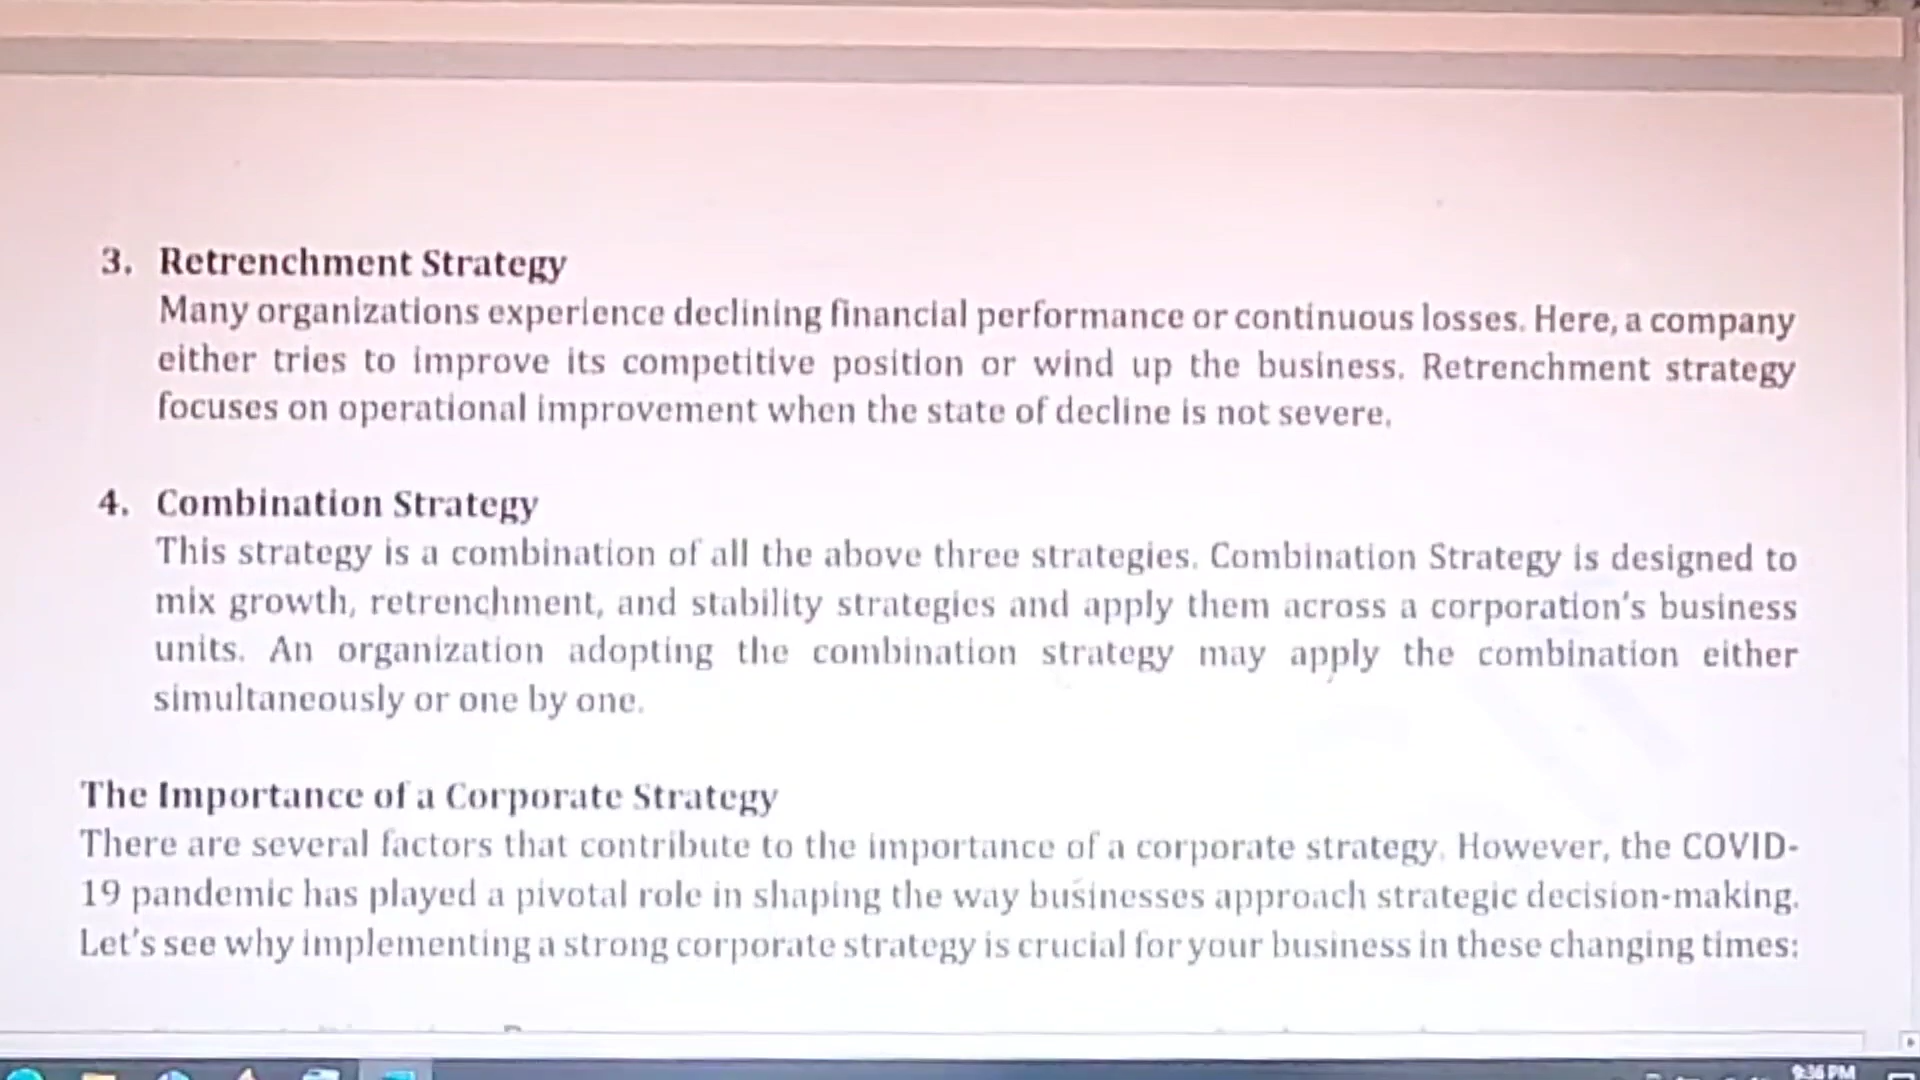 3. Retrenchment Strategy
Many organizations experience declining financial performance or continuous losses. Here, a company
either tries to improve its competitive position or wind up the business. Retrenchment strategy
focuses on operational improvement when the state of decline is not severe.
4. Combination Strategy
This strategy is a combination of all the above three strategies. Combination Strategy is designed to
mix growth, retrenchment, and stability strategies and apply them across a corporation's business
units. An organization adopting the combination strategy may apply the combination either
simultaneously or one by one.
The Importance of a Corporate Strategy
There are several factors that contribute to the importance of a corporate strategy. However, the COVID-
19 pandemic has played a pivotal role in shaping the way businesses approach strategic decision-making.
Let's see why implementing a strong corporate strategy is crucial for your business in these changing times:
9:36 PM